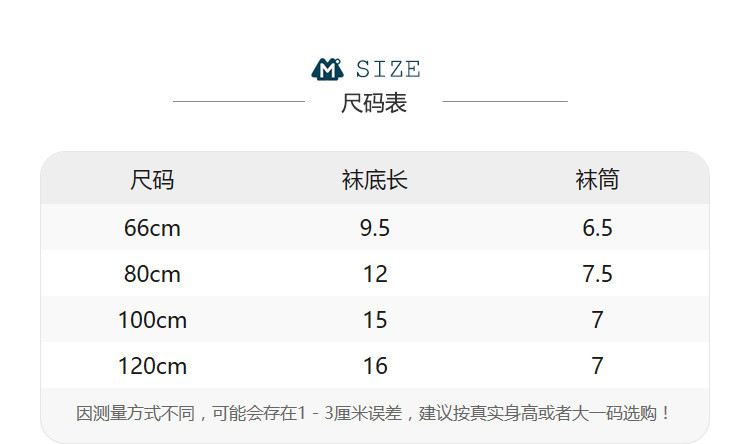 M SIZE
尺码表
尺码 袜底长 袜筒
66cm 9.5 6.5
80cm 12 7.5
100cm 15 7
120cm 16 7
因测量方式不同，可能会存在1 - 3厘米误差，建议按真实身高或者大一码选购！